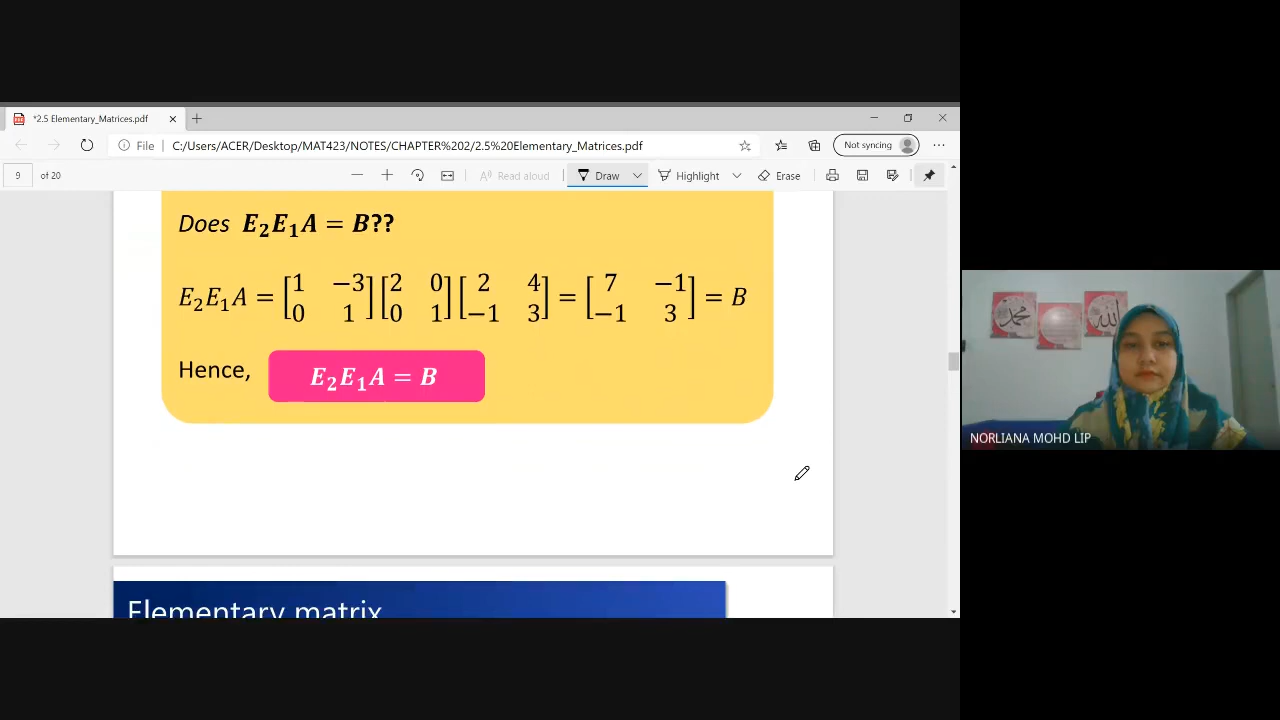 *2.5 Elementary_Matrices.pdf
File C:/Users/ACER/Desktop/MAT423/NOTES/CHAPTER%202/2.5%20Elementary_Matrices.pdf Not syncing
9 of 20 Read aloud Draw Highlight Erase
Does E₂E₁A = B??
E₂E₁A = [1 −3; 0 1] [2 0; 0 1] [2 4; −1 3] = [7 −1; −1 3] = B
Hence, E₂E₁A = B
Elementary matrix
NORLIANA MOHD LIP